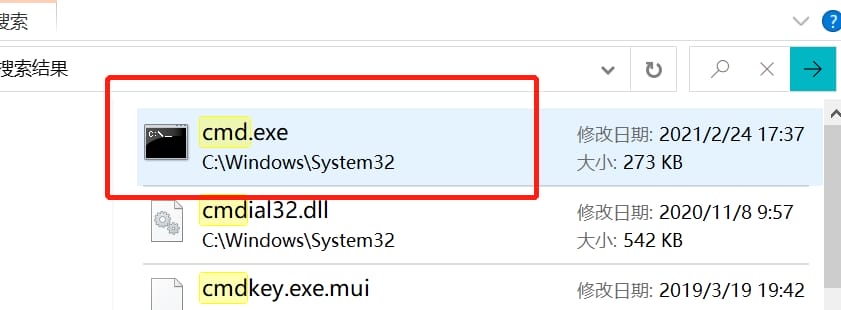 搜索
搜索结果
cmd.exe
修改日期: 2021/2/24 17:37
C:\Windows\System32
大小: 273 KB
cmdial32.dll
修改日期: 2020/11/8 9:57
C:\Windows\System32
大小: 542 KB
cmdkey.exe.mui
修改日期: 2019/3/19 19:42